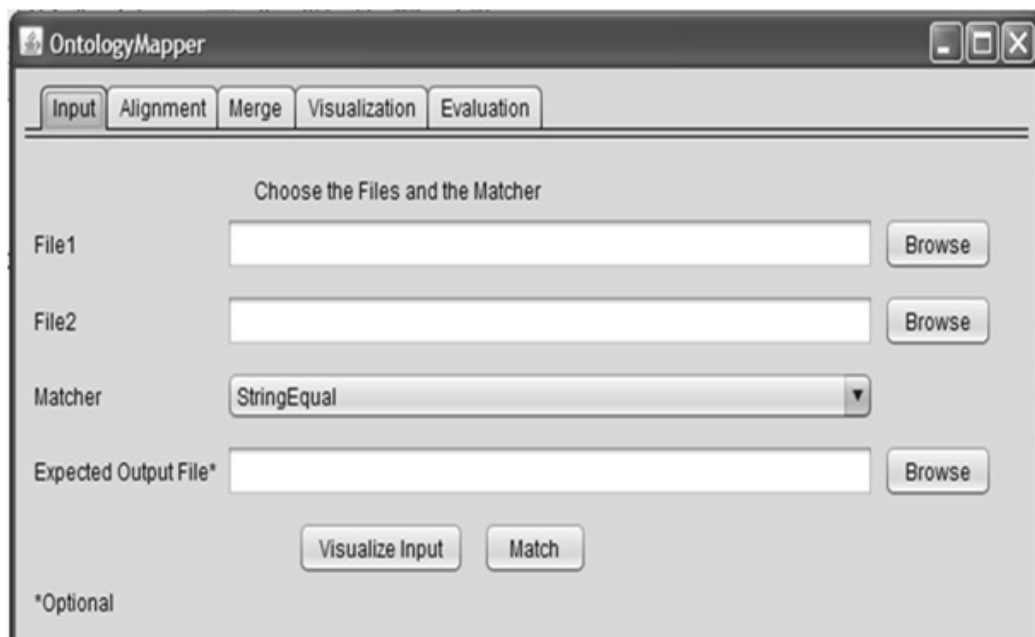 OntologyMapper
Input Alignment Merge Visualization Evaluation
Choose the Files and the Matcher
File1 Browse
File2 Browse
Matcher StringEqual
Expected Output File* Browse
Visualize Input Match
*Optional